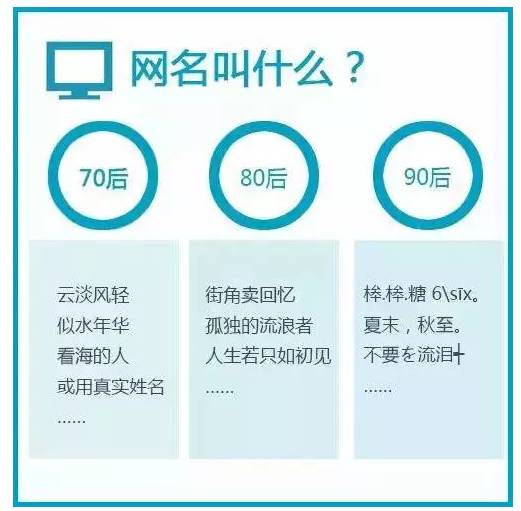 网名叫什么？
70后
80后
90后
云淡风轻
似水年华
看海的人
或用真实姓名
……
街角卖回忆
孤独的流浪者
人生若只如初见
……
桳.桳.糖 6\sīx。
夏末，秋至。
不要を流泪╃
……